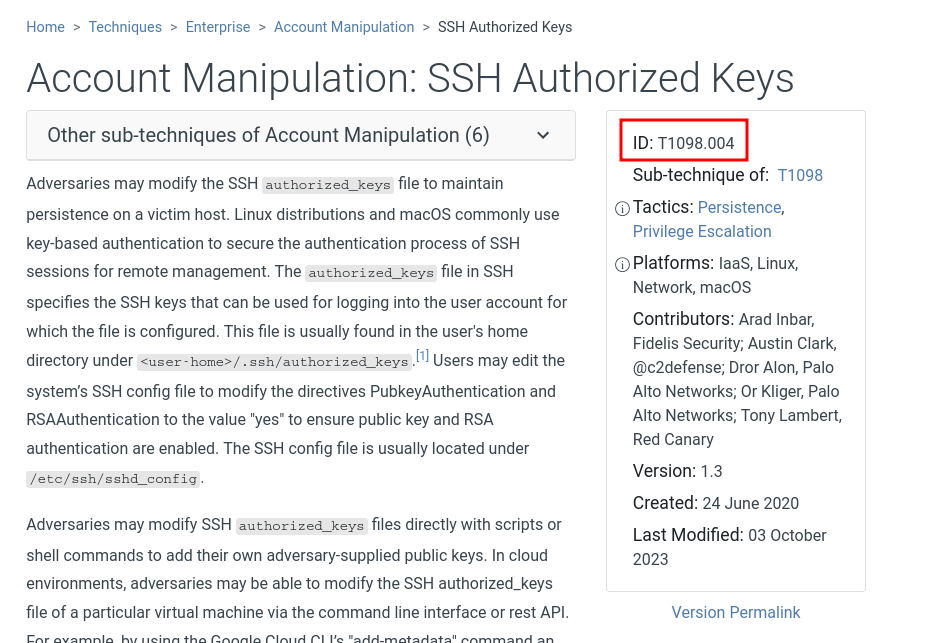 Home > Techniques > Enterprise > Account Manipulation > SSH Authorized Keys
Account Manipulation: SSH Authorized Keys
Other sub-techniques of Account Manipulation (6)
Adversaries may modify the SSH authorized_keys file to maintain
persistence on a victim host. Linux distributions and macOS commonly use
key-based authentication to secure the authentication process of SSH
sessions for remote management. The authorized_keys file in SSH
specifies the SSH keys that can be used for logging into the user account for
which the file is configured. This file is usually found in the user's home
directory under <user-home>/.ssh/authorized_keys.[1] Users may edit the
system’s SSH config file to modify the directives PubkeyAuthentication and
RSAAuthentication to the value "yes" to ensure public key and RSA
authentication are enabled. The SSH config file is usually located under
/etc/ssh/sshd_config.
Adversaries may modify SSH authorized_keys files directly with scripts or
shell commands to add their own adversary-supplied public keys. In cloud
environments, adversaries may be able to modify the SSH authorized_keys
file of a particular virtual machine via the command line interface or rest API.
For example, by using the Google Cloud CLI’s "add-metadata" command an
ID: T1098.004
Sub-technique of: T1098
Tactics: Persistence,
Privilege Escalation
Platforms: IaaS, Linux,
Network, macOS
Contributors: Arad Inbar,
Fidelis Security; Austin Clark,
@c2defense; Dror Alon, Palo
Alto Networks; Or Kliger, Palo
Alto Networks; Tony Lambert,
Red Canary
Version: 1.3
Created: 24 June 2020
Last Modified: 03 October
2023
Version Permalink